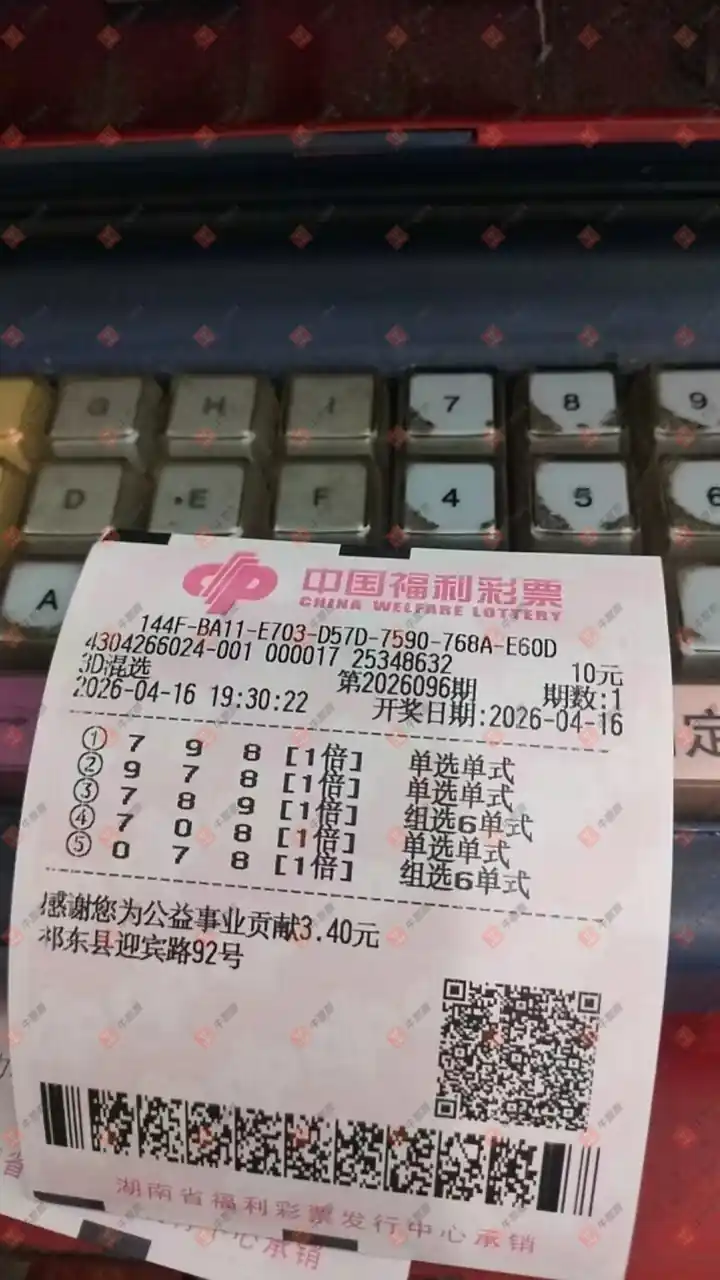 G H I 7 8 9
D E F 4 5 6
A
中国福利彩票
CHINA WELFARE LOTTERY
144F-BA11-E703-D57D-7590-768A-E60D
4304266024-001 000017 25348632 10元
3D混选 第2026096期 期数:1
2026-04-16 19:30:22 开奖日期:2026-04-16
① 7 9 8 [1倍] 单选单式
② 9 7 8 [1倍] 单选单式
③ 7 8 9 [1倍] 组选6单式
④ 7 0 8 [1倍] 单选单式
⑤ 0 7 8 [1倍] 组选6单式
感谢您为公益事业贡献3.40元
祁东县迎宾路92号
湖南省福利彩票发行中心承销
中心承销
定